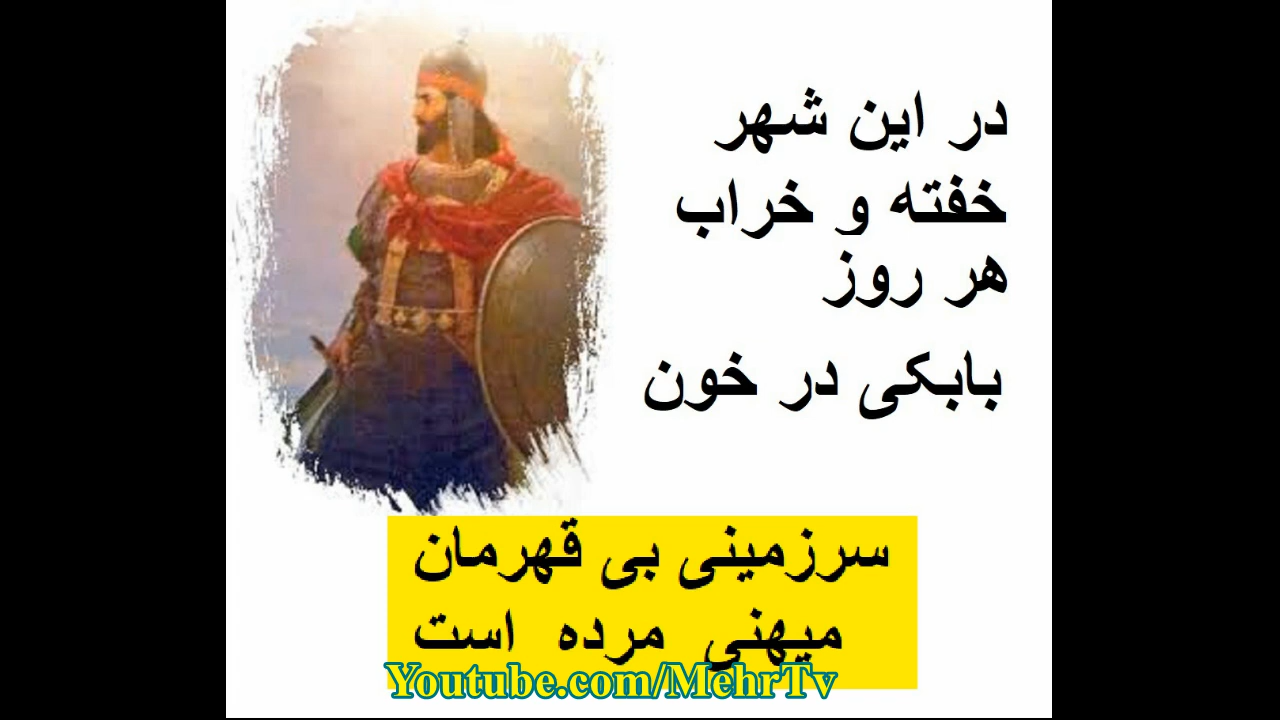 در این شهر
خفته و خراب
هر روز
بابکی در خون
سرزمینی بی قهرمان
میهنی مرده است
Youtube.com/MehrTv